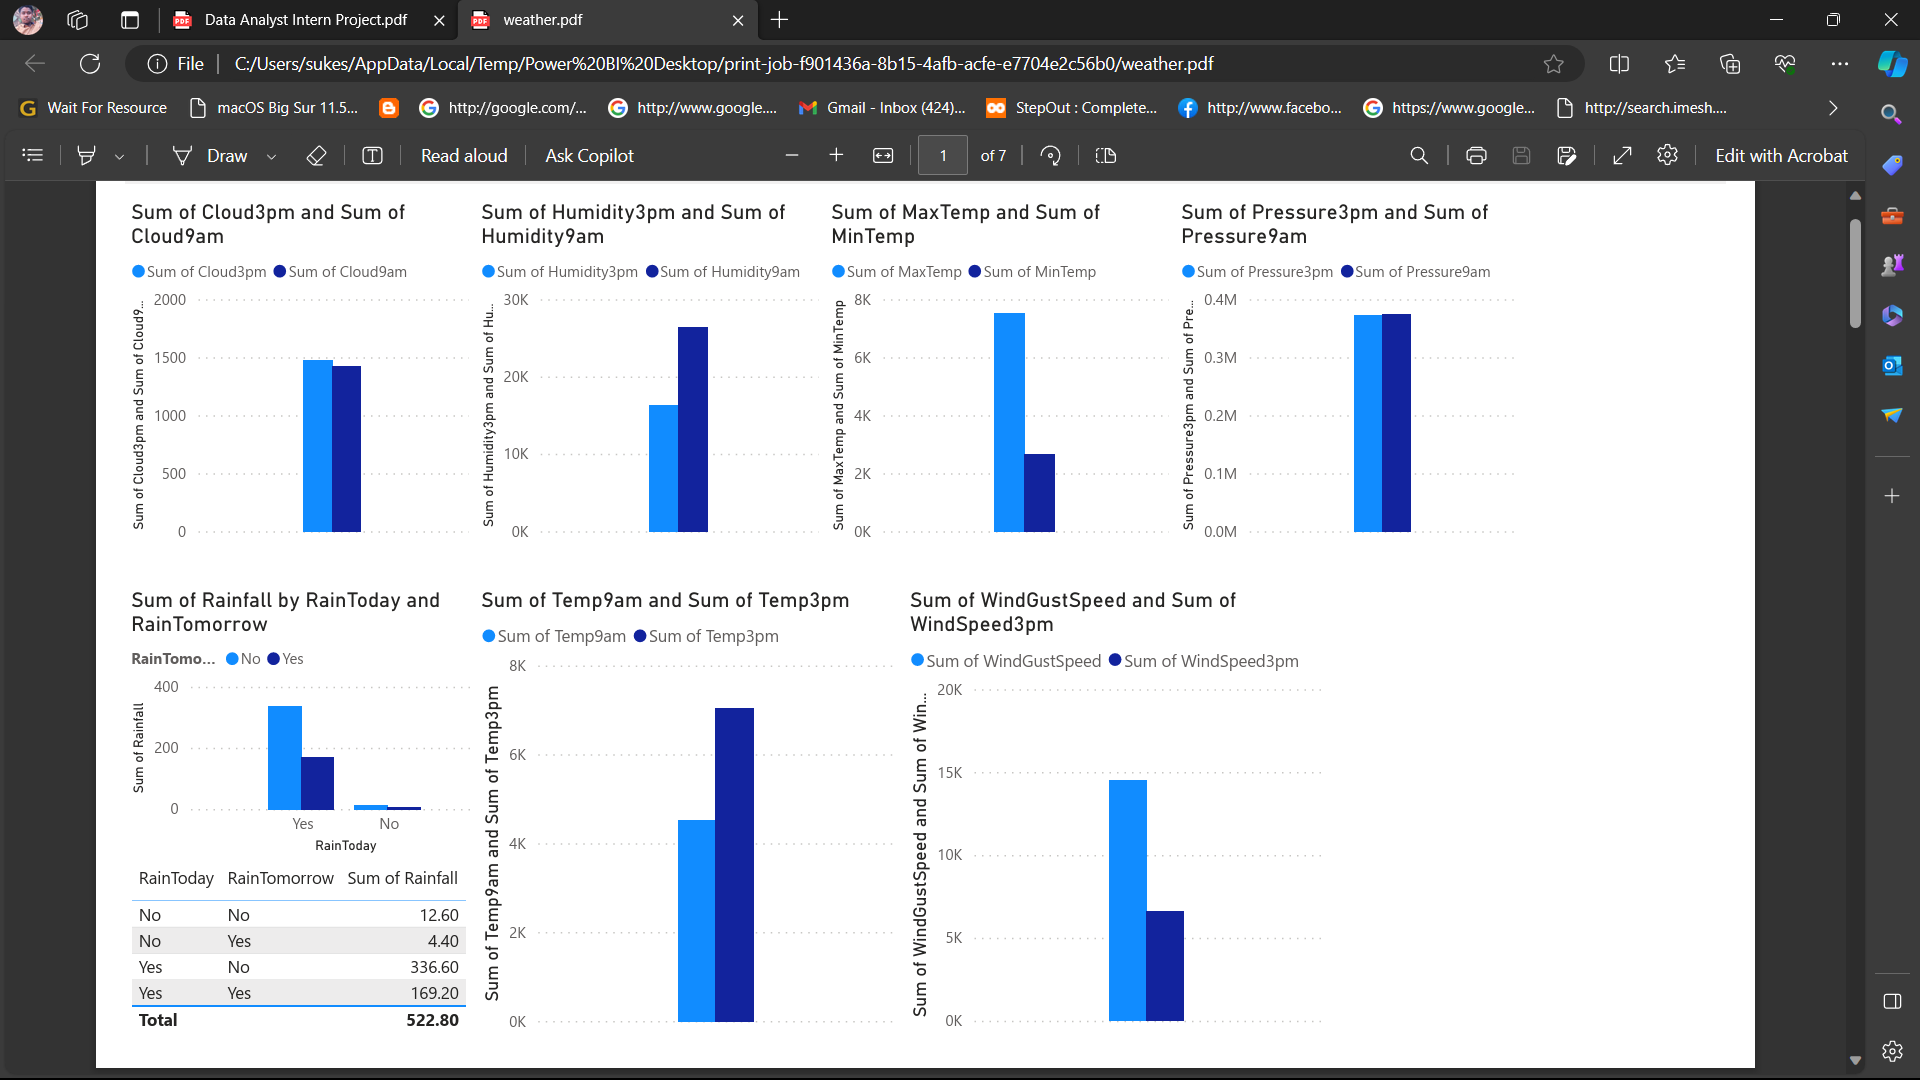 Data Analyst Intern Project.pdf
weather.pdf
File
C:/Users/sukes/AppData/Local/Temp/Power%20BI%20Desktop/print-job-f901436a-8b15-4afb-acfe-e7704e2c56b0/weather.pdf
Wait For Resource
macOS Big Sur 11.5...
http://google.com/...
http://www.google....
Gmail - Inbox (424)...
StepOut : Complete...
http://www.facebo...
https://www.google...
http://search.imesh....
Draw
Read aloud
Ask Copilot
1
of 7
Edit with Acrobat
Sum of Cloud3pm and Sum of
Cloud9am
Sum of Cloud3pm
Sum of Cloud9am
Sum of Cloud3pm and Sum of Cloud9...
2000
1500
1000
500
0
Sum of Humidity3pm and Sum of
Humidity9am
Sum of Humidity3pm
Sum of Humidity9am
Sum of Humidity3pm and Sum of Hu...
30K
20K
10K
0K
Sum of MaxTemp and Sum of
MinTemp
Sum of MaxTemp
Sum of MinTemp
Sum of MaxTemp and Sum of MinTemp
8K
6K
4K
2K
0K
Sum of Pressure3pm and Sum of
Pressure9am
Sum of Pressure3pm
Sum of Pressure9am
Sum of Pressure3pm and Sum of Pre...
0.4M
0.3M
0.2M
0.1M
0.0M
Sum of Rainfall by RainToday and
RainTomorrow
RainTomo...
No
Yes
Sum of Rainfall
400
200
0
Yes
No
RainToday
RainToday RainTomorrow Sum of Rainfall
No No 12.60
No Yes 4.40
Yes No 336.60
Yes Yes 169.20
Total 522.80
Sum of Temp9am and Sum of Temp3pm
Sum of Temp9am
Sum of Temp3pm
Sum of Temp9am and Sum of Temp3pm
8K
6K
4K
2K
0K
Sum of WindGustSpeed and Sum of
WindSpeed3pm
Sum of WindGustSpeed
Sum of WindSpeed3pm
Sum of WindGustSpeed and Sum of Win...
20K
15K
10K
5K
0K